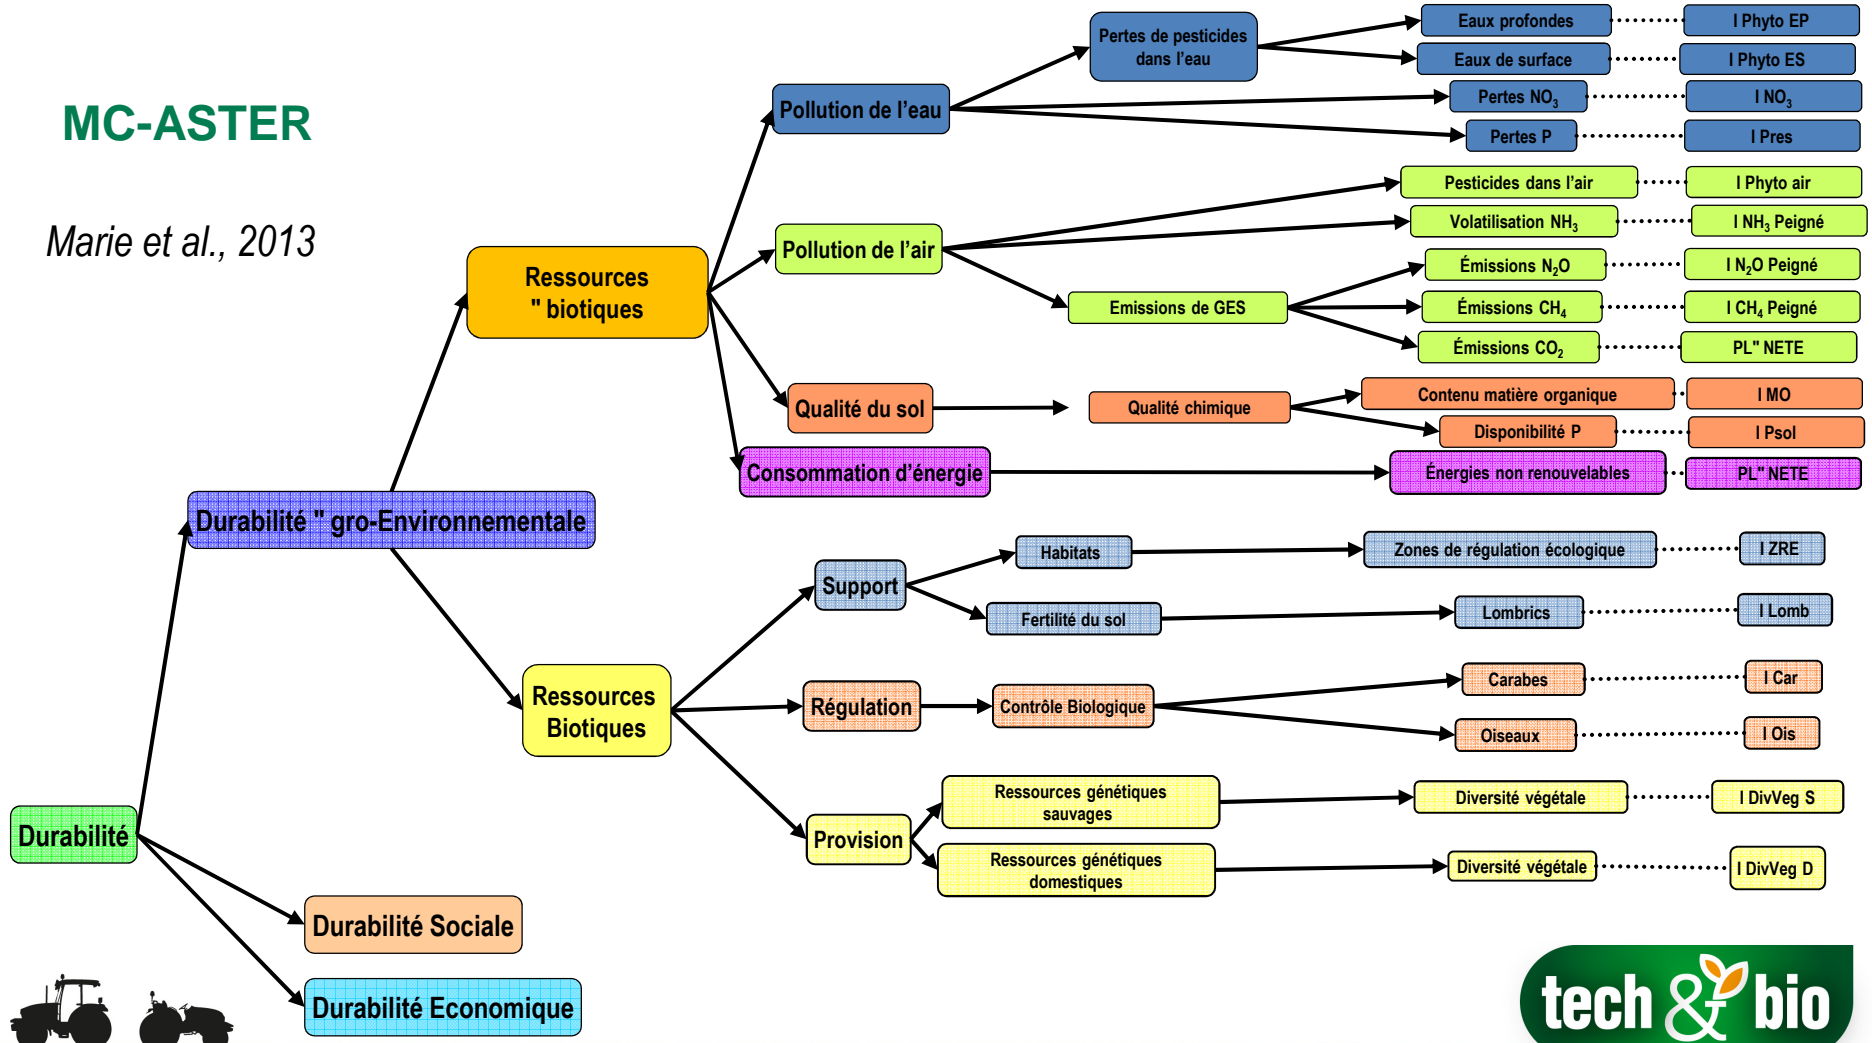 MC-ASTER
Marie et al., 2013
Durabilité
Durabilité " gro-Environnementale
Durabilité Sociale
Durabilité Economique
Ressources
" biotiques
Ressources
Biotiques
Pollution de l'eau
Pertes de pesticides
dans l'eau
Eaux profondes
I Phyto EP
Eaux de surface
I Phyto ES
Pertes NO₃
I NO₃
Pertes P
I Pres
Pollution de l'air
Pesticides dans l'air
I Phyto air
Volatilisation NH₃
I NH₃ Peigné
Emissions de GES
Émissions N₂O
I N₂O Peigné
Émissions CH₄
I CH₄ Peigné
Émissions CO₂
PL" NETE
Qualité du sol
Qualité chimique
Contenu matière organique
I MO
Disponibilité P
I Psol
Consommation d'énergie
Énergies non renouvelables
PL" NETE
Support
Habitats
Zones de régulation écologique
I ZRE
Fertilité du sol
Lombrics
I Lomb
Régulation
Contrôle Biologique
Carabes
I Car
Oiseaux
I Ois
Provision
Ressources génétiques
sauvages
Diversité végétale
I DivVeg S
Ressources génétiques
domestiques
Diversité végétale
I DivVeg D
tech & bio